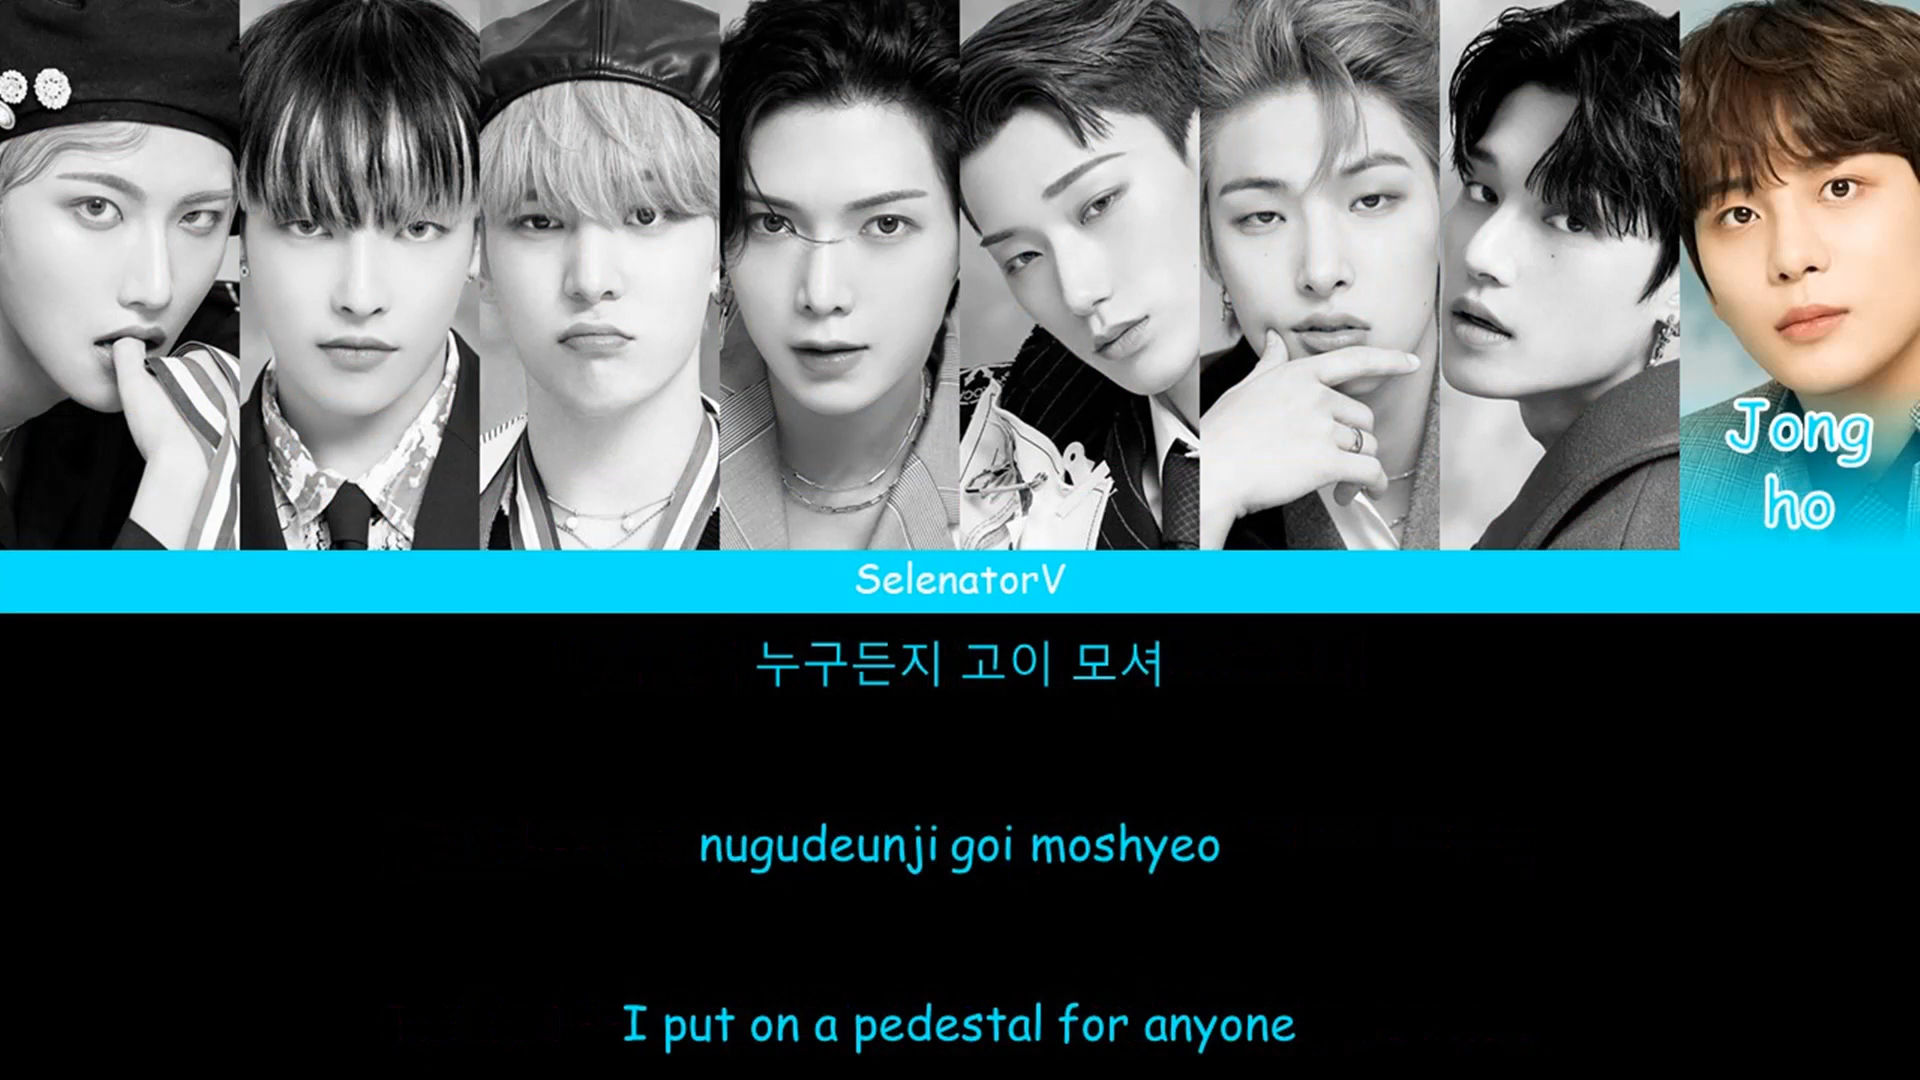 Jong
ho
SelenatorV
누구든지 고이 모셔
nugudeunji goi moshyeo
I put on a pedestal for anyone